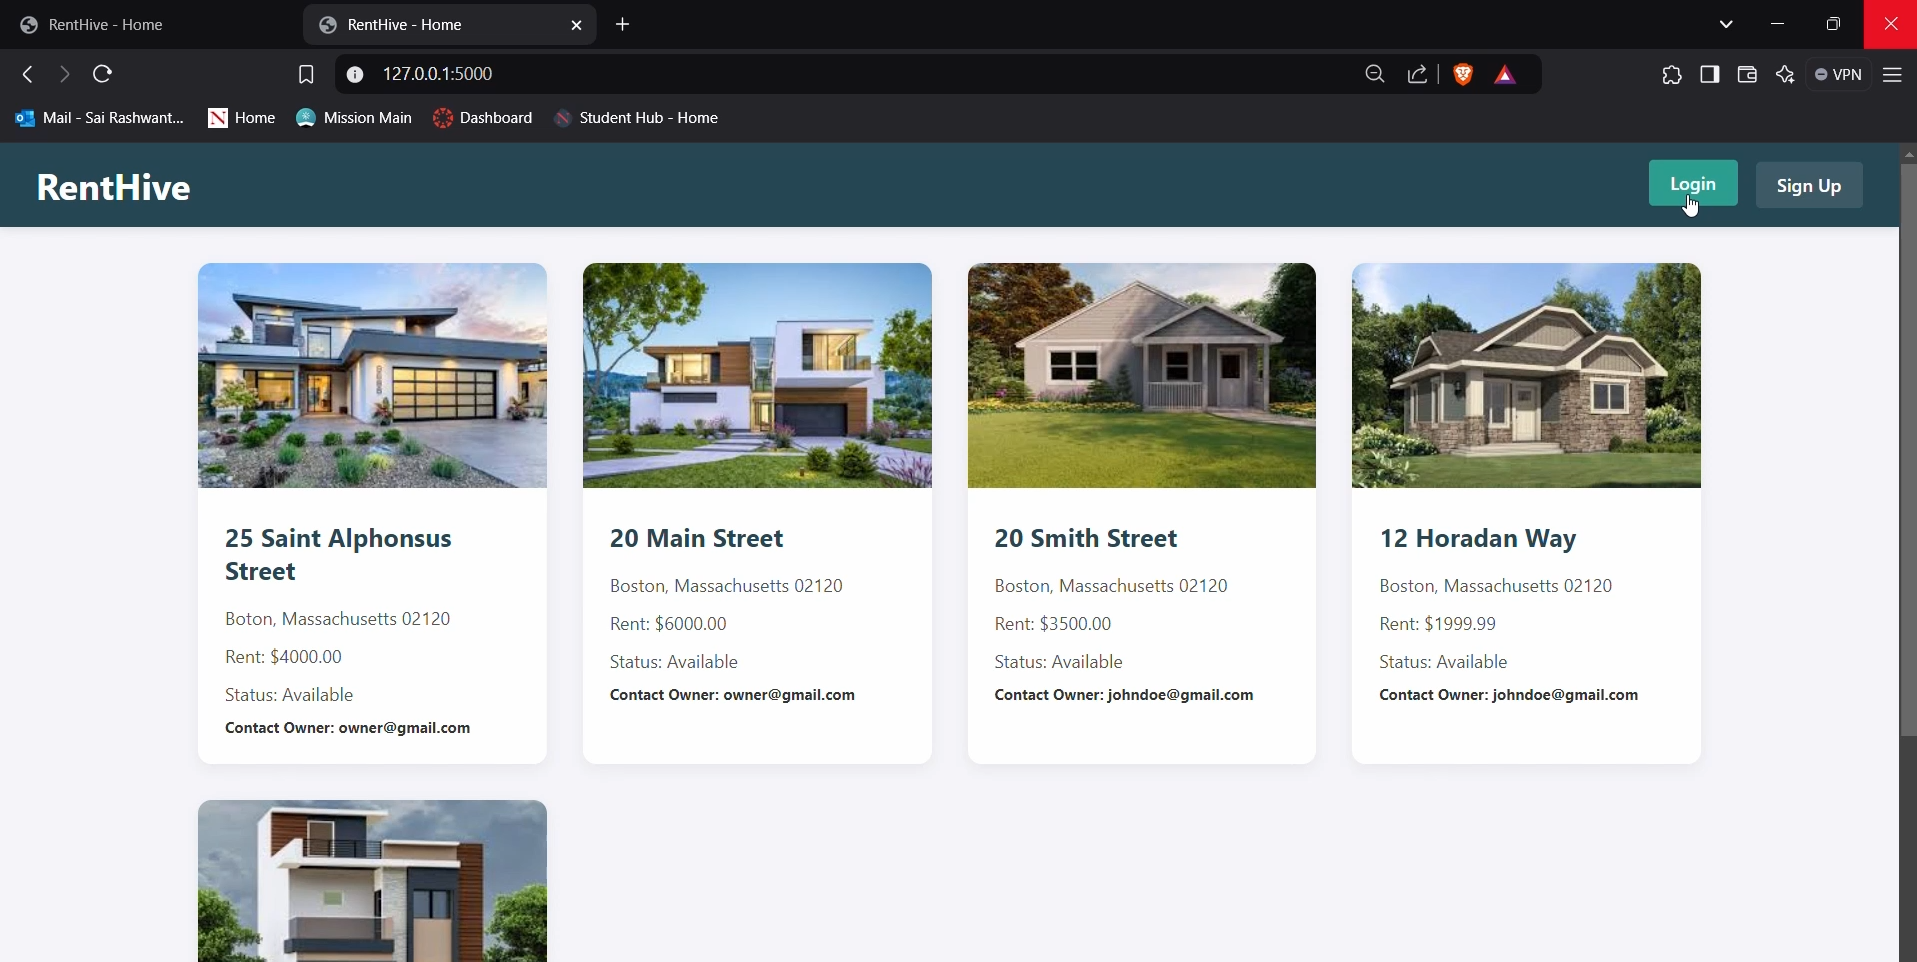 RentHive - Home
RentHive - Home
127.0.0.1:5000
VPN
Mail - Sai Rashwant...
Home
Mission Main
Dashboard
Student Hub - Home
RentHive
Login
Sign Up
25 Saint Alphonsus
Street
Boton, Massachusetts 02120
Rent: $4000.00
Status: Available
Contact Owner: owner@gmail.com
20 Main Street
Boston, Massachusetts 02120
Rent: $6000.00
Status: Available
Contact Owner: owner@gmail.com
20 Smith Street
Boston, Massachusetts 02120
Rent: $3500.00
Status: Available
Contact Owner: johndoe@gmail.com
12 Horadan Way
Boston, Massachusetts 02120
Rent: $1999.99
Status: Available
Contact Owner: johndoe@gmail.com